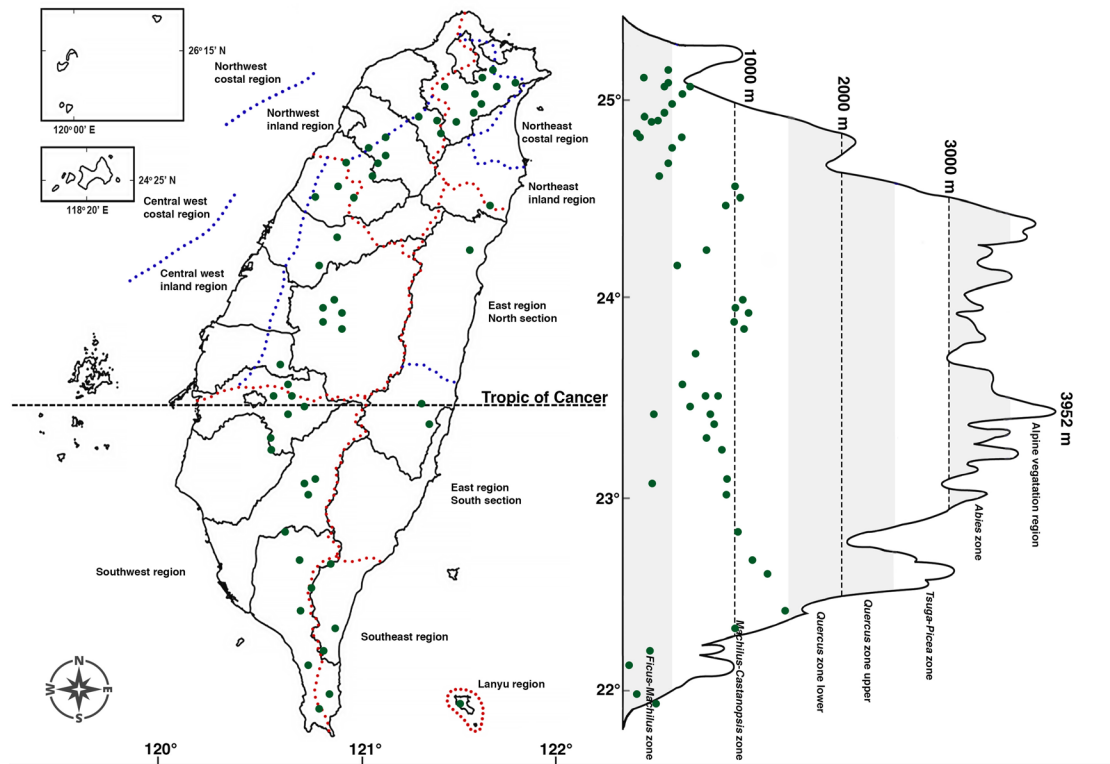 26°15' N
120°00' E
24°25' N
118°20' E
Northwest
costal region
Northwest
inland region
Central west
costal region
Central west
inland region
Northeast
costal region
Northeast
inland region
East region
North section
Tropic of Cancer
East region
South section
Southwest region
Southeast region
Lanyu region
N
E
S
W
120°
121°
122°
25°
24°
23°
22°
1000 m
2000 m
3000 m
3952 m
Alpine vegatation region
Abies zone
Tsuga-Picea zone
Quercus zone upper
Quercus zone lower
Machilus-Castanopsis zone
Ficus-Machilus zone